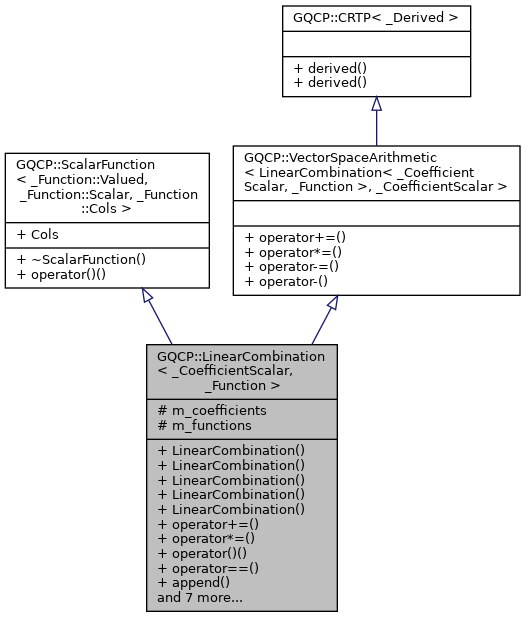 GQCP::CRTP< _Derived >
+ derived()
+ derived()
GQCP::ScalarFunction
< _Function::Valued,
_Function::Scalar, _Function
::Cols >
+ Cols
+ ~ScalarFunction()
+ operator()()
GQCP::VectorSpaceArithmetic
< LinearCombination< _Coefficient
Scalar, _Function >, _CoefficientScalar >
+ operator+=()
+ operator*=()
+ operator-=()
+ operator-()
GQCP::LinearCombination
< _CoefficientScalar,
_Function >
# m_coefficients
# m_functions
+ LinearCombination()
+ LinearCombination()
+ LinearCombination()
+ LinearCombination()
+ LinearCombination()
+ operator+=()
+ operator*=()
+ operator()()
+ operator==()
+ append()
and 7 more...